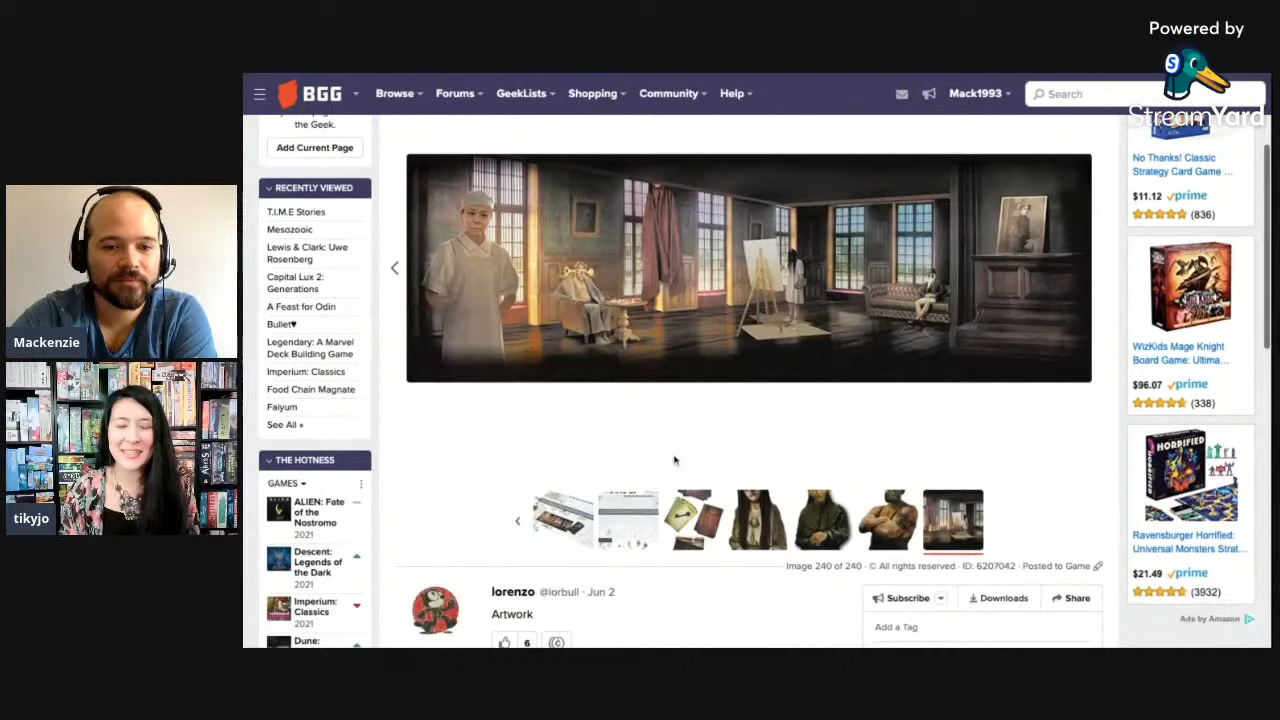 Powered by
StreamYard
BGG
Browse
Forums
GeekLists
Shopping
Community
Help
Mack1993
Search
the Geek.
Add Current Page
RECENTLY VIEWED
T.I.M.E Stories
Mesozooic
Lewis & Clark: Uwe
Rosenberg
Capital Lux 2:
Generations
A Feast for Odin
Bullet♥
Legendary: A Marvel
Deck Building Game
Imperium: Classics
Food Chain Magnate
Faiyum
See All »
THE HOTNESS
GAMES
ALIEN: Fate
of the
Nostromo
2021
Descent:
Legends of
the Dark
2021
Imperium:
Classics
2021
Dune:
Image 240 of 240 · © All rights reserved · ID: 6207042 · Posted to Game
lorenzo @lorbull · Jun 2
Artwork
6
Subscribe
Downloads
Share
Add a Tag
No Thanks! Classic
Strategy Card Game ...
$11.12 prime
(836)
WizKids Mage Knight
Board Game: Ultima...
$96.07 prime
(338)
HORRIFIED
Ravensburger Horrified:
Universal Monsters Strat...
$21.49 prime
(3932)
Ads by Amazon
Mackenzie
tikyjo